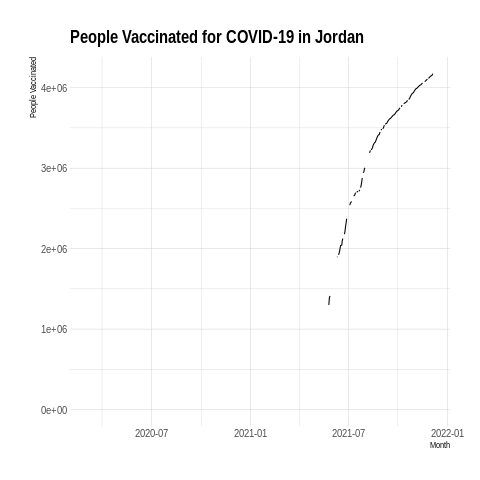 People Vaccinated for COVID-19 in Jordan
People Vaccinated
4e+06
3e+06
2e+06
1e+06
0e+00
2020-07 2021-01 2021-07 2022-01
Month